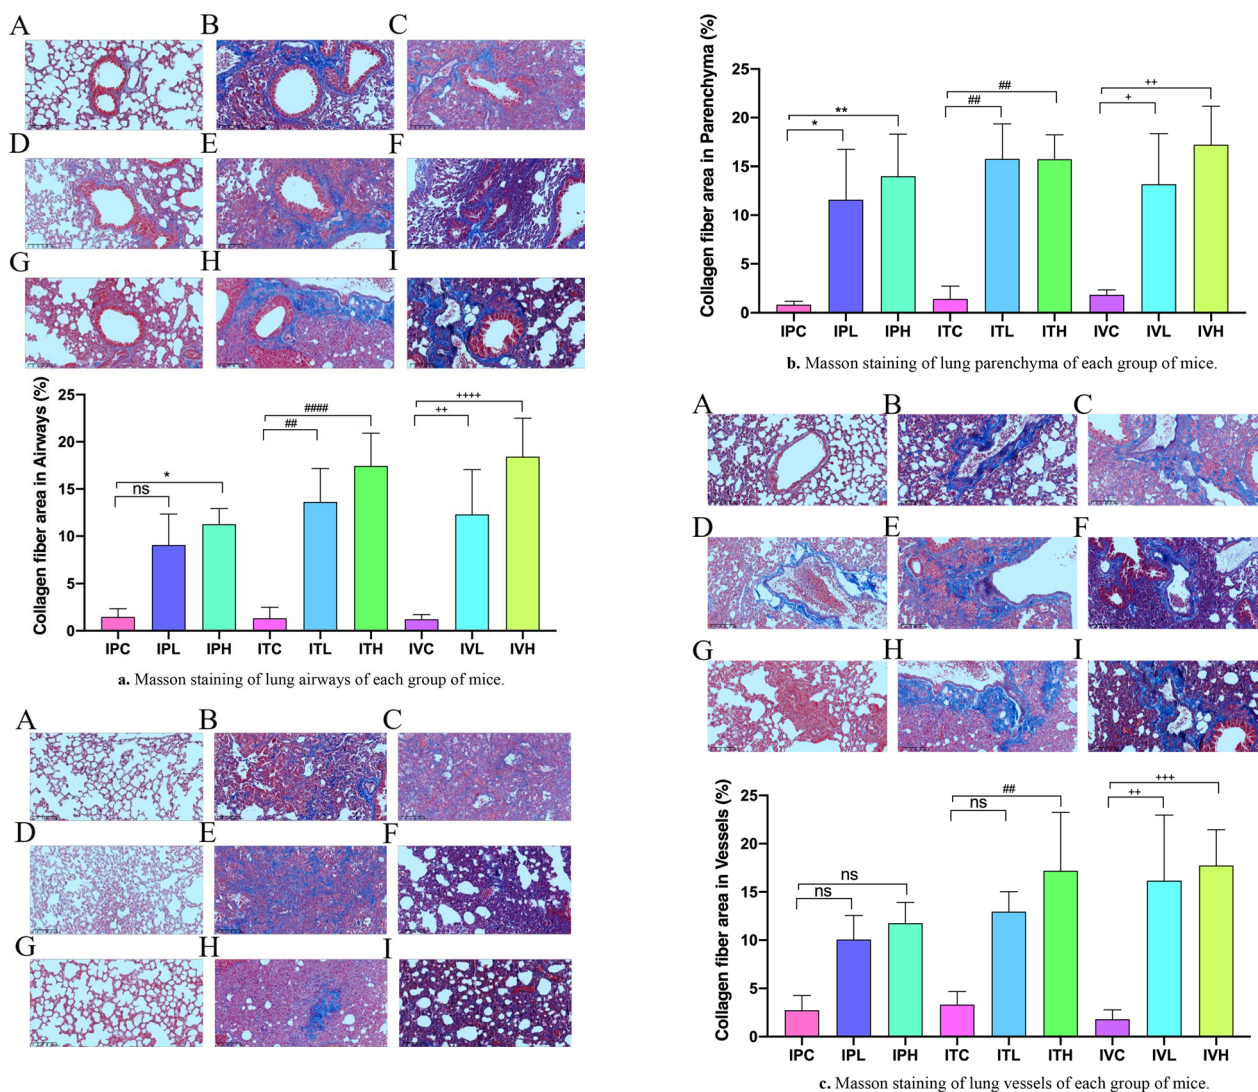 A
B
C
D
E
F
G
H
I
Collagen fiber area in Airways (%)
25
20
15
10
5
0
ns
*
##
####
++
++++
IPC IPL IPH ITC ITL ITH IVC IVL IVH
a. Masson staining of lung airways of each group of mice.
A
B
C
D
E
F
G
H
I
Collagen fiber area in Parenchyma (%)
25
20
15
10
5
0
*
**
##
##
+
++
IPC IPL IPH ITC ITL ITH IVC IVL IVH
b. Masson staining of lung parenchyma of each group of mice.
A
B
C
D
E
F
G
H
I
Collagen fiber area in Vessels (%)
25
20
15
10
5
0
ns
ns
ns
##
++
+++
IPC IPL IPH ITC ITL ITH IVC IVL IVH
c. Masson staining of lung vessels of each group of mice.